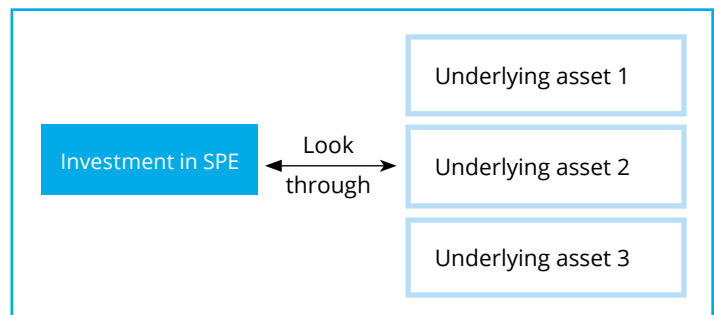 Investment in SPE
Look
through
Underlying asset 1
Underlying asset 2
Underlying asset 3